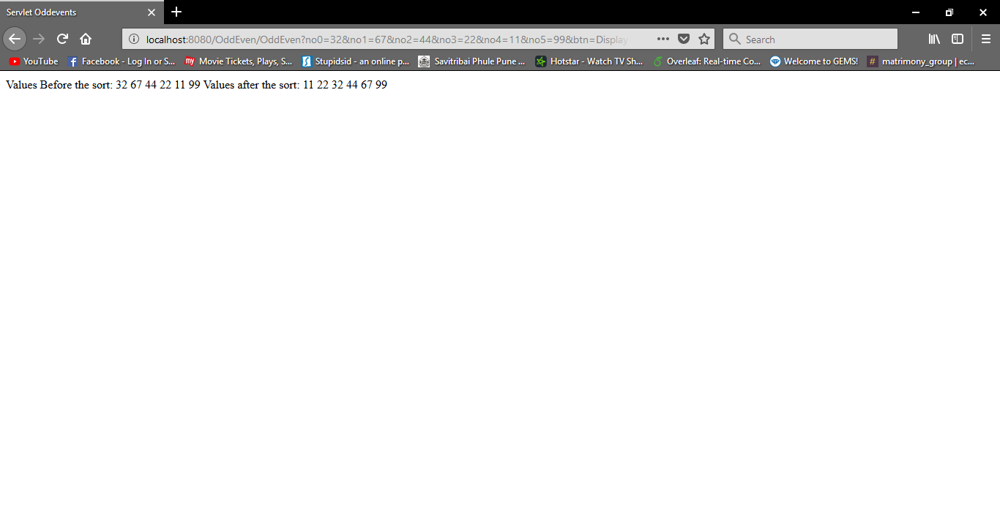 Servlet Oddevents
localhost:8080/OddEven/OddEven?no0=32&no1=67&no2=44&no3=22&no4=11&no5=99&btn=Display
Search
YouTube
Facebook - Log In or S...
my Movie Tickets, Plays, S...
Stupidsid - an online p...
Savitribai Phule Pune ...
Hotstar - Watch TV Sh...
Overleaf: Real-time Co...
Welcome to GEMS!
# matrimony_group | ec...
Values Before the sort: 32 67 44 22 11 99 Values after the sort: 11 22 32 44 67 99